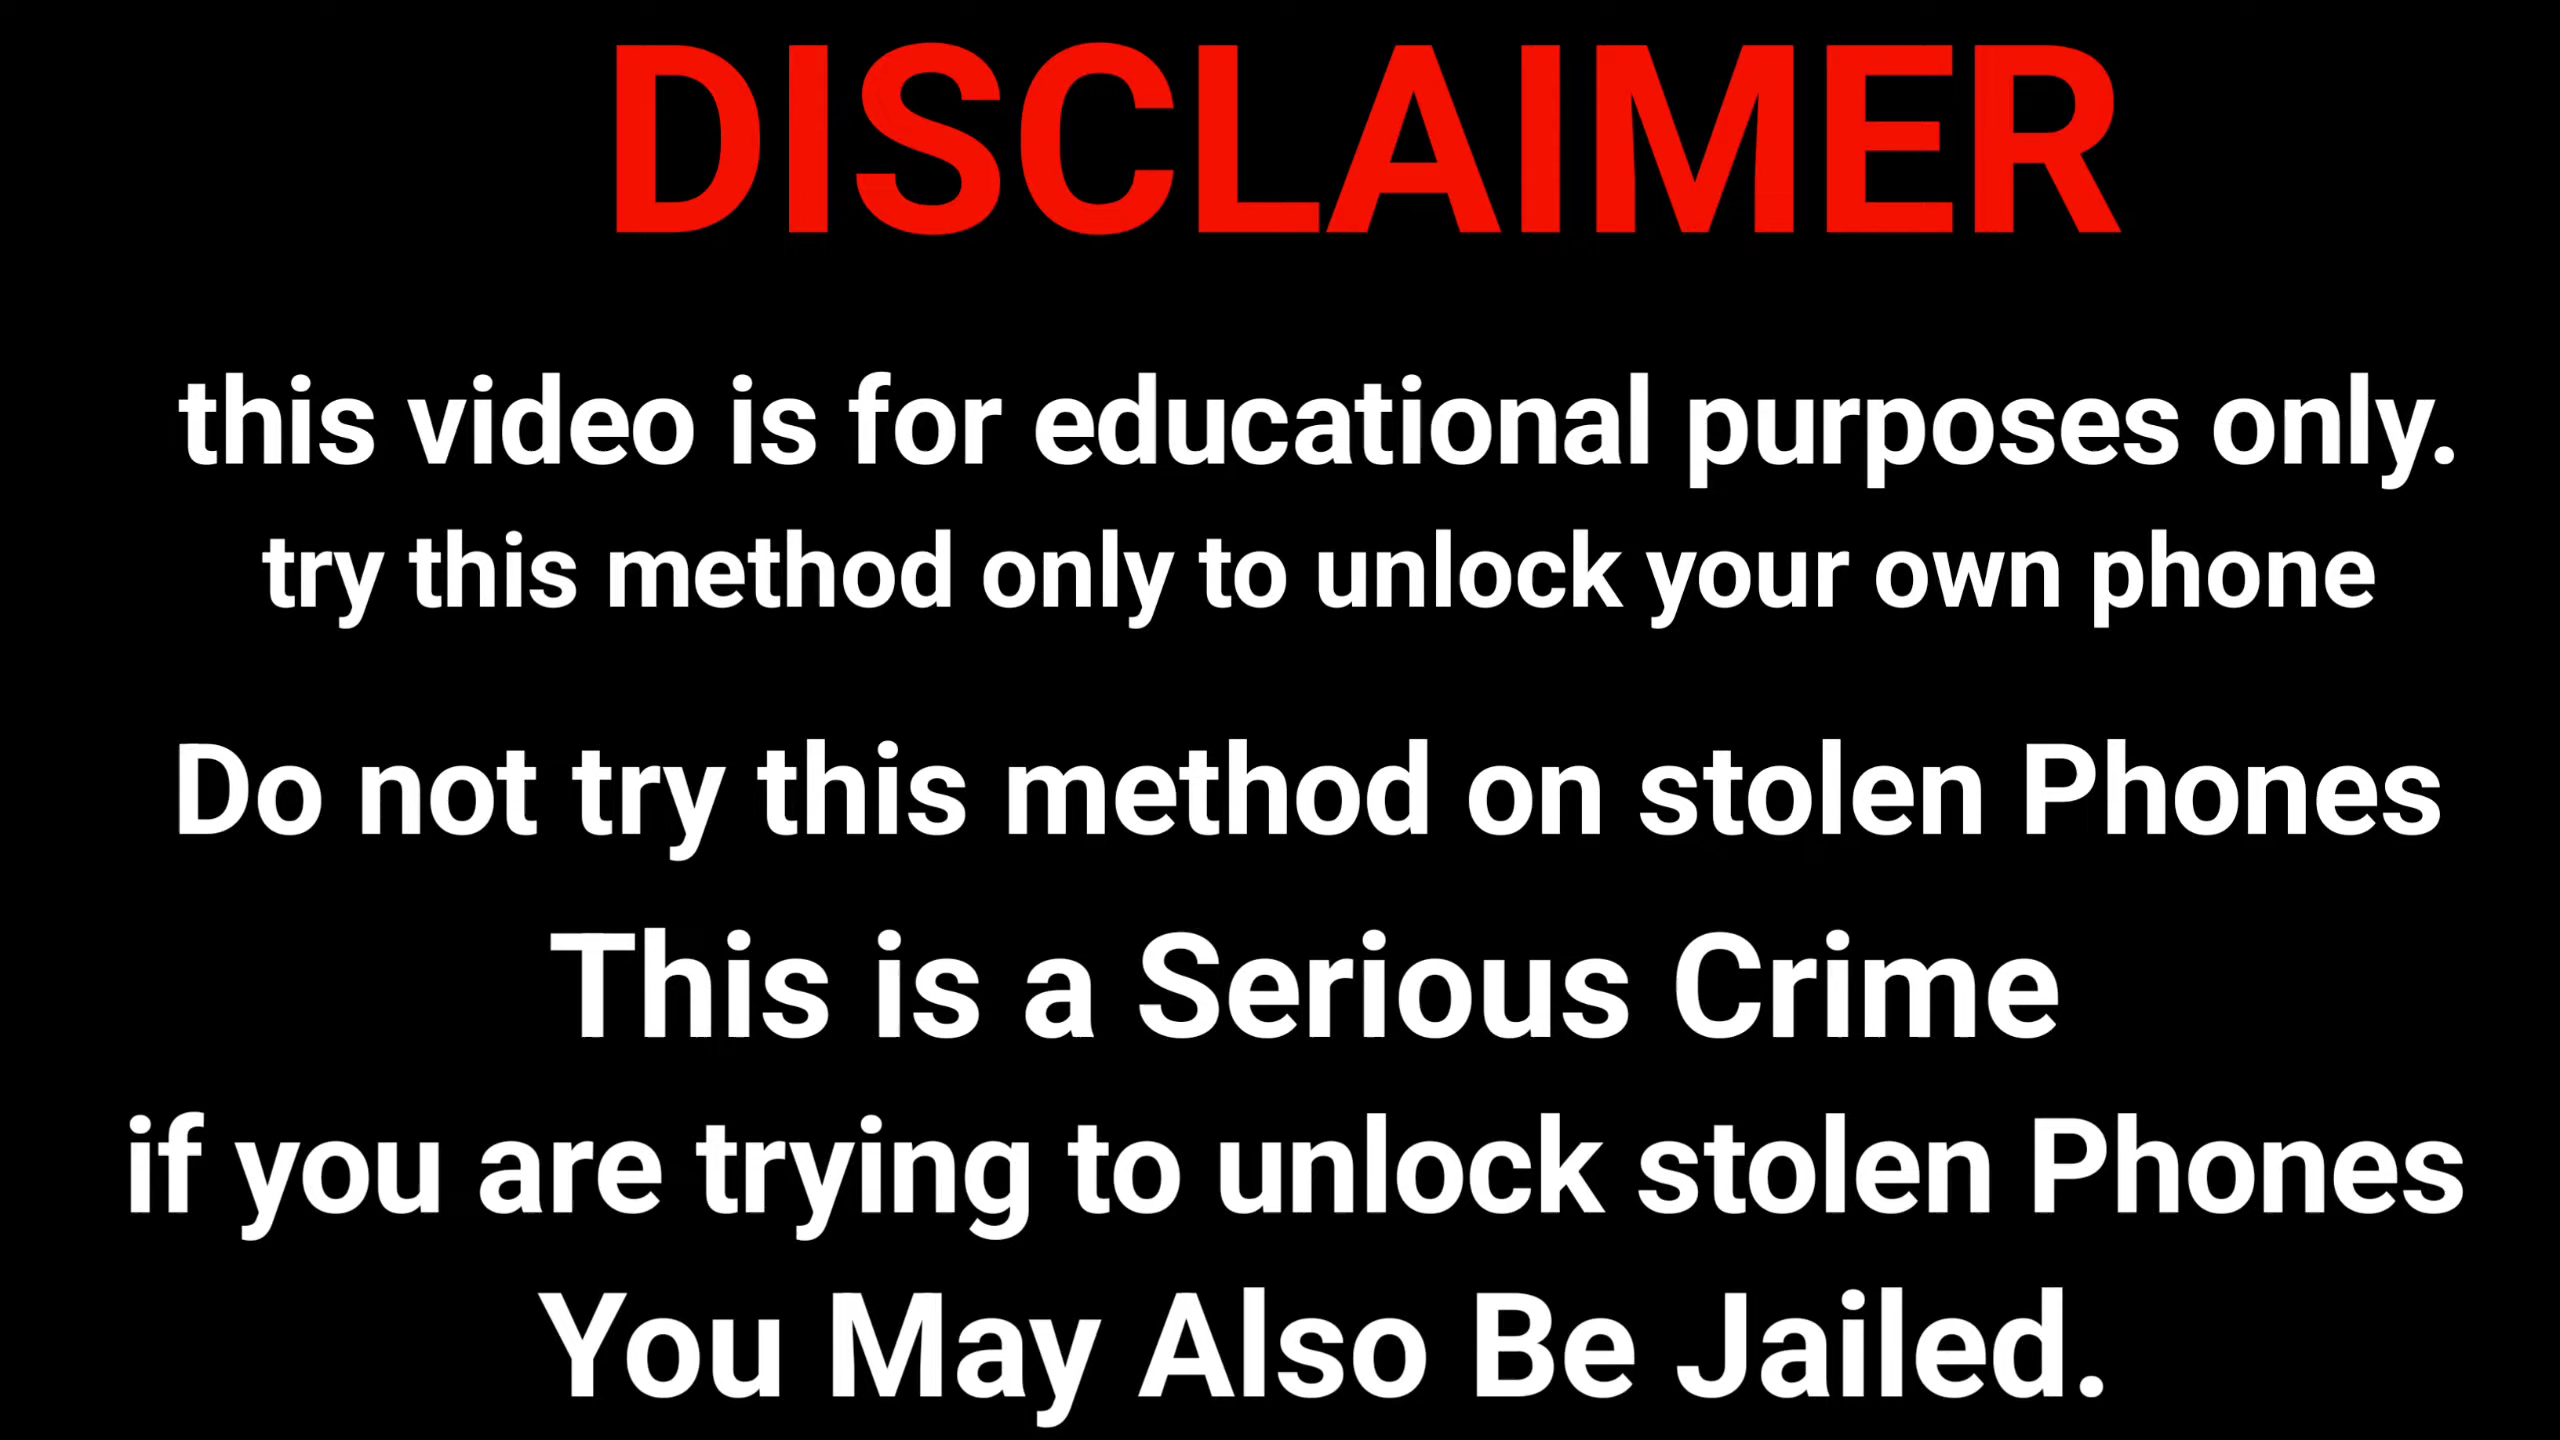 DISCLAIMER
this video is for educational purposes only.
try this method only to unlock your own phone
Do not try this method on stolen Phones
This is a Serious Crime
if you are trying to unlock stolen Phones
You May Also Be Jailed.